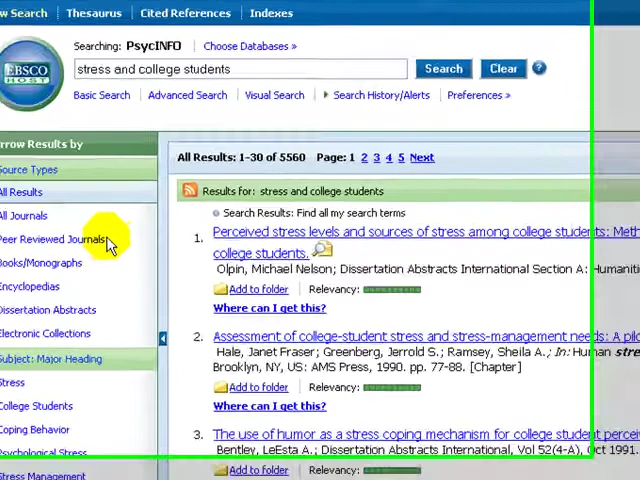 w Search Thesaurus Cited References Indexes
Searching: PsycINFO Choose Databases »
EBSCO HOST
stress and college students Search Clear ?
Basic Search Advanced Search Visual Search Search History/Alerts Preferences »
rrow Results by
Source Types
All Results
All Journals
Peer Reviewed Journals
Books/Monographs
Encyclopedias
Dissertation Abstracts
Electronic Collections
Subject: Major Heading
Stress
College Students
Coping Behavior
Psychological Stress
Stress Management
All Results: 1-30 of 5560 Page: 1 2 3 4 5 Next
Results for: stress and college students
Search Results: Find all my search terms
1. Perceived stress levels and sources of stress among college students: Meth
college students.
Olpin, Michael Nelson; Dissertation Abstracts International Section A: Humanitie
Add to folder Relevancy:
Where can I get this?
2. Assessment of college-student stress and stress-management needs: A pilo
Hale, Janet Fraser; Greenberg, Jerrold S.; Ramsey, Sheila A.; In: Human stre
Brooklyn, NY, US: AMS Press, 1990. pp. 77-88. [Chapter]
Add to folder Relevancy:
Where can I get this?
3. The use of humor as a stress coping mechanism for college student percei
Bentley, LeEsta A.; Dissertation Abstracts International, Vol 52(4-A), Oct 1991.
Add to folder Relevancy: